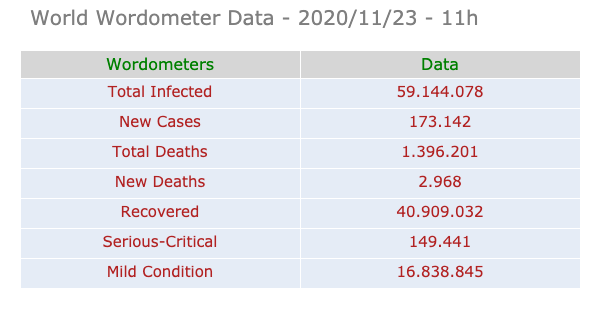 World Wordometer Data - 2020/11/23 - 11h
Wordometers Data
Total Infected 59.144.078
New Cases 173.142
Total Deaths 1.396.201
New Deaths 2.968
Recovered 40.909.032
Serious-Critical 149.441
Mild Condition 16.838.845